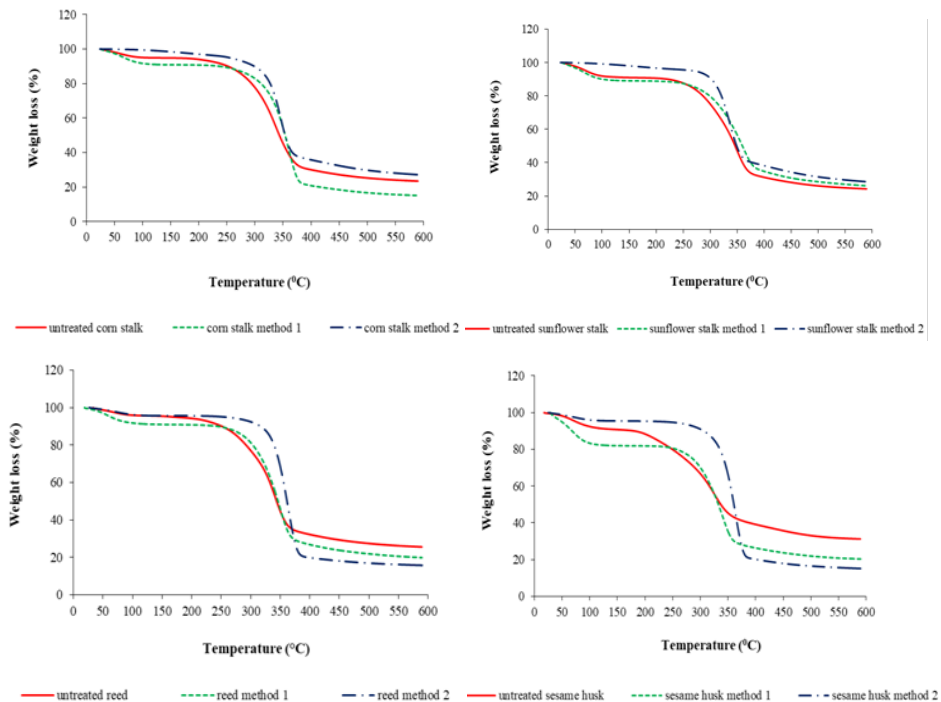 120
100
80
60
40
20
0
0 50 100 150 200 250 300 350 400 450 500 550 600
Weight loss (%)
Temperature (⁰C)
untreated corn stalk corn stalk method 1 corn stalk method 2
120
100
80
60
40
20
0
0 50 100 150 200 250 300 350 400 450 500 550 600
Weight loss (%)
Temperature (⁰C)
untreated sunflower stalk sunflower stalk method 1 sunflower stalk method 2
120
100
80
60
40
20
0
0 50 100 150 200 250 300 350 400 450 500 550 600
Weight loss (%)
Temperature (°C)
untreated reed reed method 1 reed method 2
120
100
80
60
40
20
0
0 50 100 150 200 250 300 350 400 450 500 550 600
Weight loss (%)
Temperature (⁰C)
untreated sesame husk sesame husk method 1 sesame husk method 2